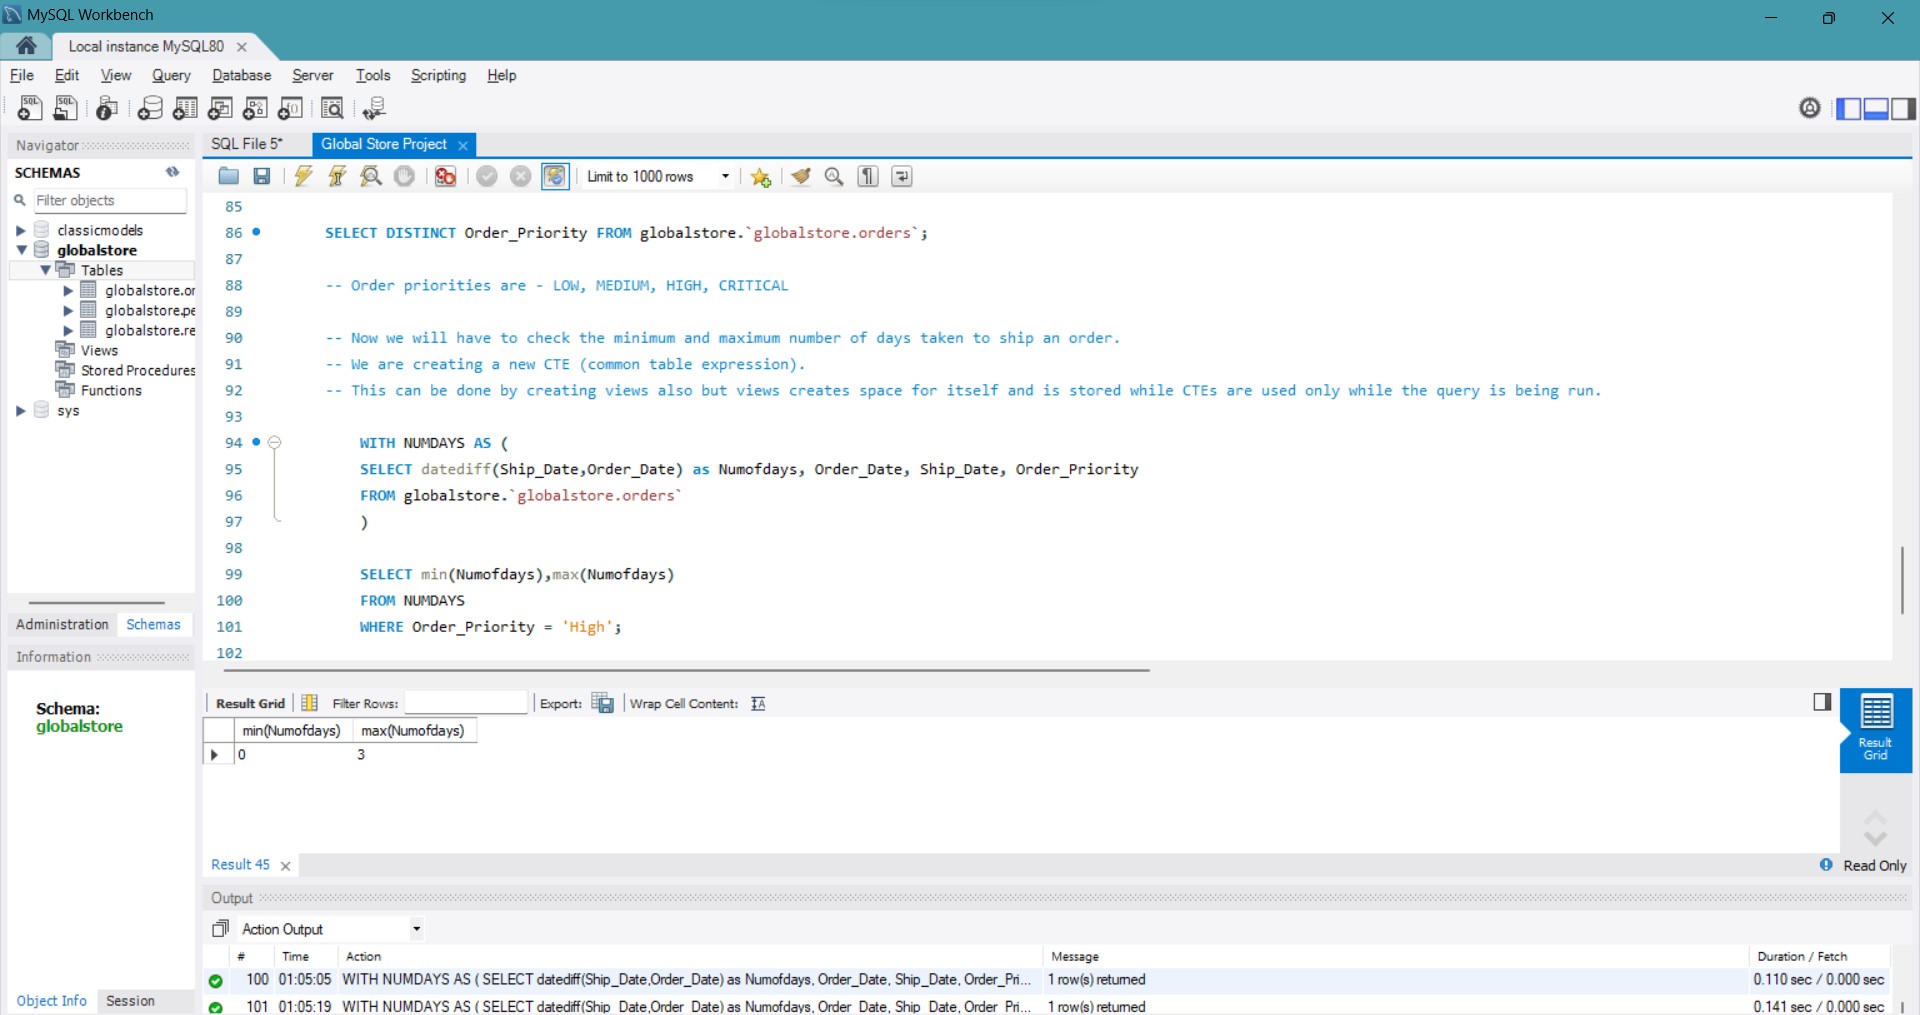 MySQL Workbench
Local instance MySQL80
File Edit View Query Database Server Tools Scripting Help
Navigator
SCHEMAS
Filter objects
classicmodels
globalstore
Tables
globalstore.or
globalstore.pe
globalstore.re
Views
Stored Procedures
Functions
sys
Administration Schemas
Information
Schema:
globalstore
Object Info Session
SQL File 5* Global Store Project
Limit to 1000 rows
85
86 SELECT DISTINCT Order_Priority FROM globalstore.`globalstore.orders`;
87
88 -- Order priorities are - LOW, MEDIUM, HIGH, CRITICAL
89
90 -- Now we will have to check the minimum and maximum number of days taken to ship an order.
91 -- We are creating a new CTE (common table expression).
92 -- This can be done by creating views also but views creates space for itself and is stored while CTEs are used only while the query is being run.
93
94 WITH NUMDAYS AS (
95 SELECT datediff(Ship_Date,Order_Date) as Numofdays, Order_Date, Ship_Date, Order_Priority
96 FROM globalstore.`globalstore.orders`
97 )
98
99 SELECT min(Numofdays),max(Numofdays)
100 FROM NUMDAYS
101 WHERE Order_Priority = 'High';
102
Result Grid Filter Rows: Export: Wrap Cell Content:
min(Numofdays) max(Numofdays)
0 3
Result Grid
Result 45
Read Only
Output
Action Output
# Time Action Message Duration / Fetch
100 01:05:05 WITH NUMDAYS AS ( SELECT datediff(Ship_Date,Order_Date) as Numofdays, Order_Date, Ship_Date, Order_Pri... 1 row(s) returned 0.110 sec / 0.000 sec
101 01:05:19 WITH NUMDAYS AS ( SELECT datediff(Ship_Date,Order_Date) as Numofdays, Order_Date, Ship_Date, Order_Pri... 1 row(s) returned 0.141 sec / 0.000 sec